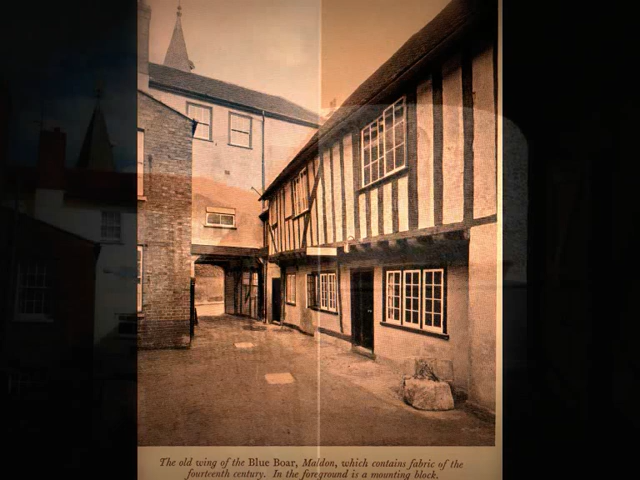 The old wing of the Blue Boar, Maldon, which contains fabric of the
fourteenth century. In the foreground is a mounting block.